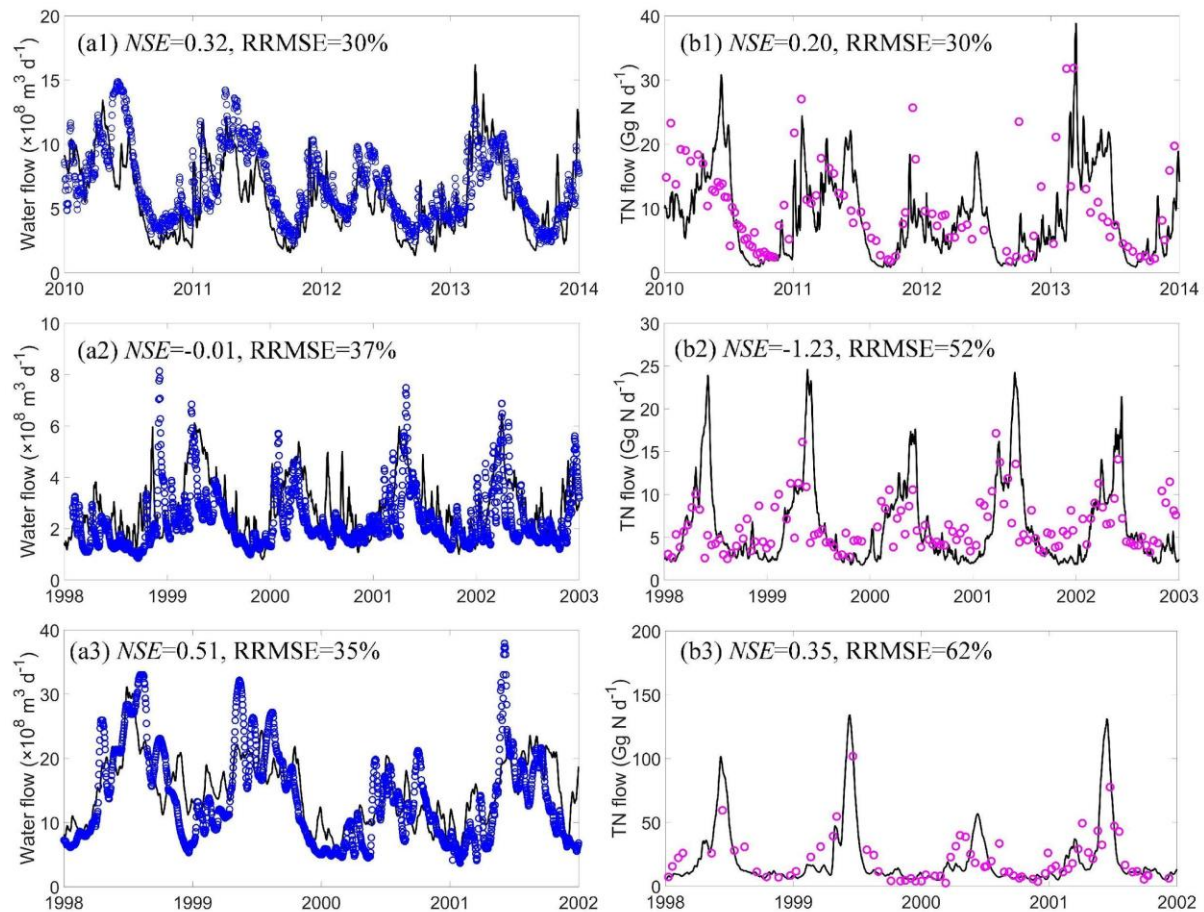 (a1) NSE=0.32, RRMSE=30%
Water flow (×10⁸ m³ d⁻¹)
20
15
10
5
0
2010 2011 2012 2013 2014
(b1) NSE=0.20, RRMSE=30%
TN flow (Gg N d⁻¹)
40
30
20
10
0
2010 2011 2012 2013 2014
(a2) NSE=-0.01, RRMSE=37%
Water flow (×10⁸ m³ d⁻¹)
10
8
6
4
2
0
1998 1999 2000 2001 2002 2003
(b2) NSE=-1.23, RRMSE=52%
TN flow (Gg N d⁻¹)
30
25
20
15
10
5
0
1998 1999 2000 2001 2002 2003
(a3) NSE=0.51, RRMSE=35%
Water flow (×10⁸ m³ d⁻¹)
40
30
20
10
0
1998 1999 2000 2001 2002
(b3) NSE=0.35, RRMSE=62%
TN flow (Gg N d⁻¹)
200
150
100
50
0
1998 1999 2000 2001 2002